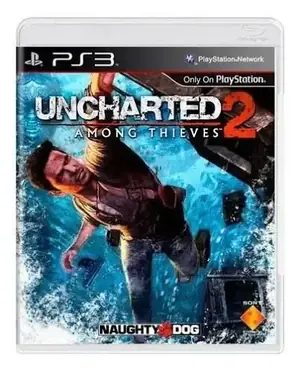 PS3
PlayStation Network
Only On PlayStation.
UNCHARTED 2
AMONG THIEVES
SONY
NAUGHTY DOG